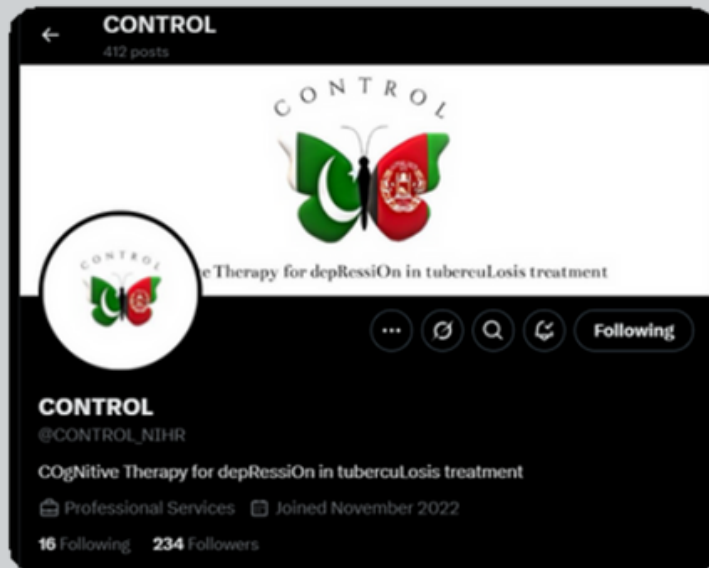 CONTROL
412 posts
CONTROL
e Therapy for depRessiOn in tubercuLosis treatment
CONTROL
Following
CONTROL
@CONTROL_NIHR
COgNitive Therapy for depRessiOn in tubercuLosis treatment
Professional Services Joined November 2022
16 Following 234 Followers